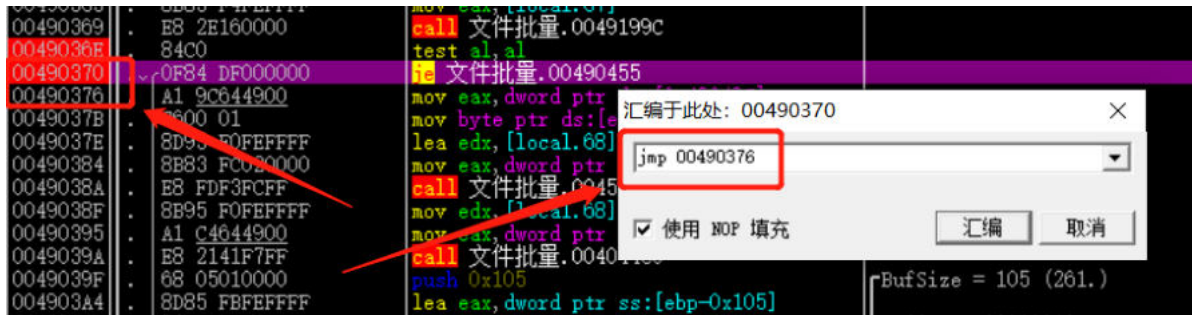 00490369 . E8 2E160000 call 文件批量.0049199C
0049036E . 84C0 test al,al
00490370 . 0F84 DF000000 je 文件批量.00490455
00490376 . A1 9C644900 mov eax,dword ptr
0049037B . C600 01 mov byte ptr ds:[e
0049037E . 8D95 F0FEFFFF lea edx,[local.68]
00490384 . 8B83 FC020000 mov eax,dword ptr
0049038A . E8 FDF3FCFF call 文件批量.0045
0049038F . 8B95 F0FEFFFF mov edx,[local.68]
00490395 . A1 C4644900 mov eax,dword ptr
0049039A . E8 2141F7FF call 文件批量.00404
0049039F . 68 05010000 push 0x105 BufSize = 105 (261.)
004903A4 . 8D85 FBFEFFFF lea eax,dword ptr ss:[ebp-0x105]
汇编于此处：00490370
jmp 00490376
使用 NOP 填充
汇编
取消